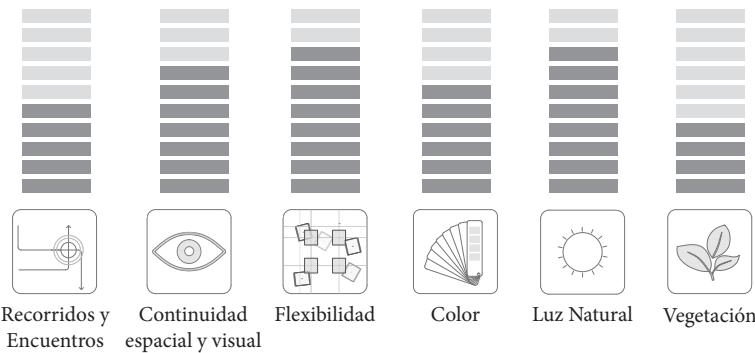 Recorridos y
Encuentros
Continuidad
espacial y visual
Flexibilidad
Color
Luz Natural
Vegetación